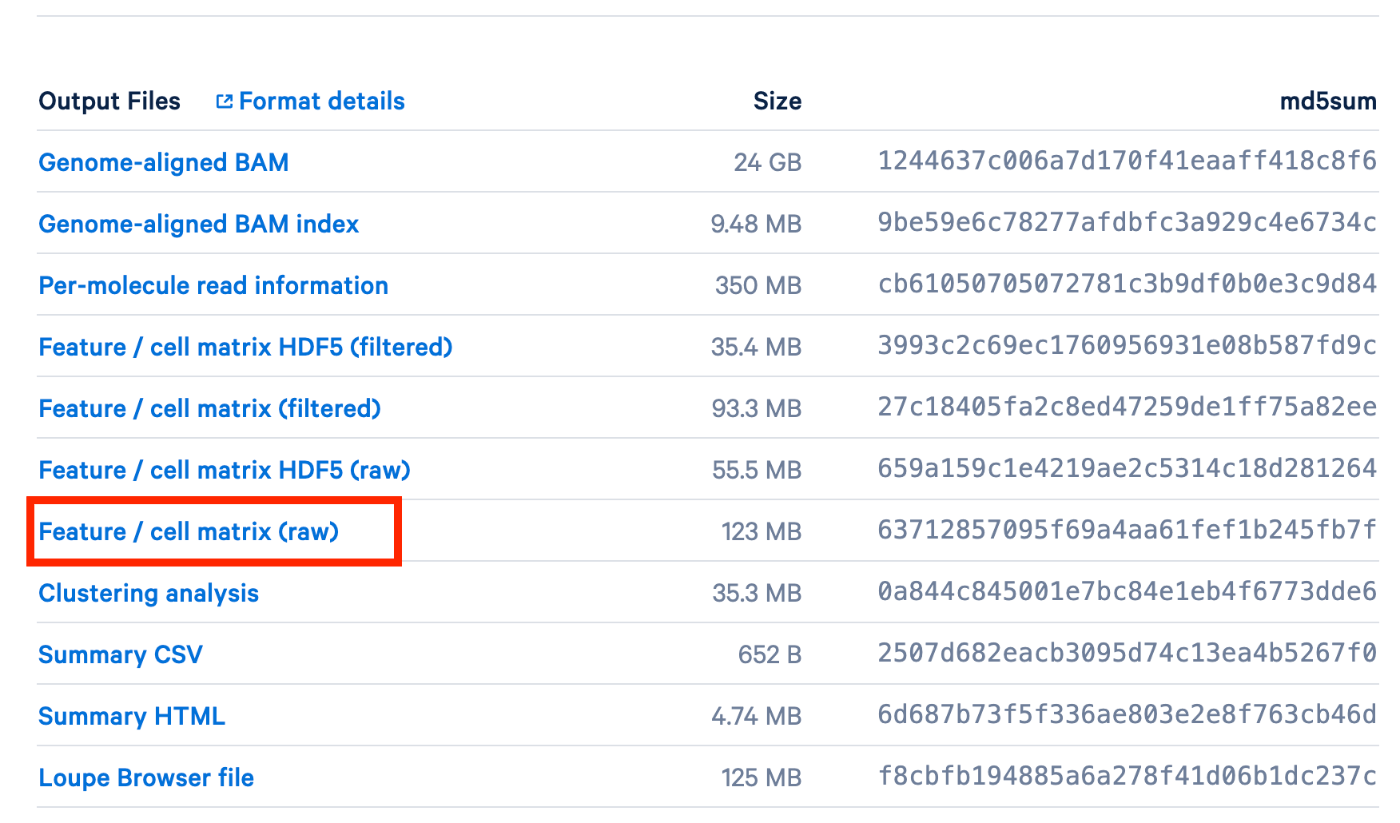 Output Files Format details Size md5sum
Genome-aligned BAM 24 GB 1244637c006a7d170f41eaaff418c8f6
Genome-aligned BAM index 9.48 MB 9be59e6c78277afdbfc3a929c4e6734c
Per-molecule read information 350 MB cb61050705072781c3b9df0b0e3c9d84
Feature / cell matrix HDF5 (filtered) 35.4 MB 3993c2c69ec1760956931e08b587fd9c
Feature / cell matrix (filtered) 93.3 MB 27c18405fa2c8ed47259de1ff75a82ee
Feature / cell matrix HDF5 (raw) 55.5 MB 659a159c1e4219ae2c5314c18d281264
Feature / cell matrix (raw) 123 MB 63712857095f69a4aa61fef1b245fb7f
Clustering analysis 35.3 MB 0a844c845001e7bc84e1eb4f6773dde6
Summary CSV 652 B 2507d682eacb3095d74c13ea4b5267f0
Summary HTML 4.74 MB 6d687b73f5f336ae803e2e8f763cb46d
Loupe Browser file 125 MB f8cbfb194885a6a278f41d06b1dc237c